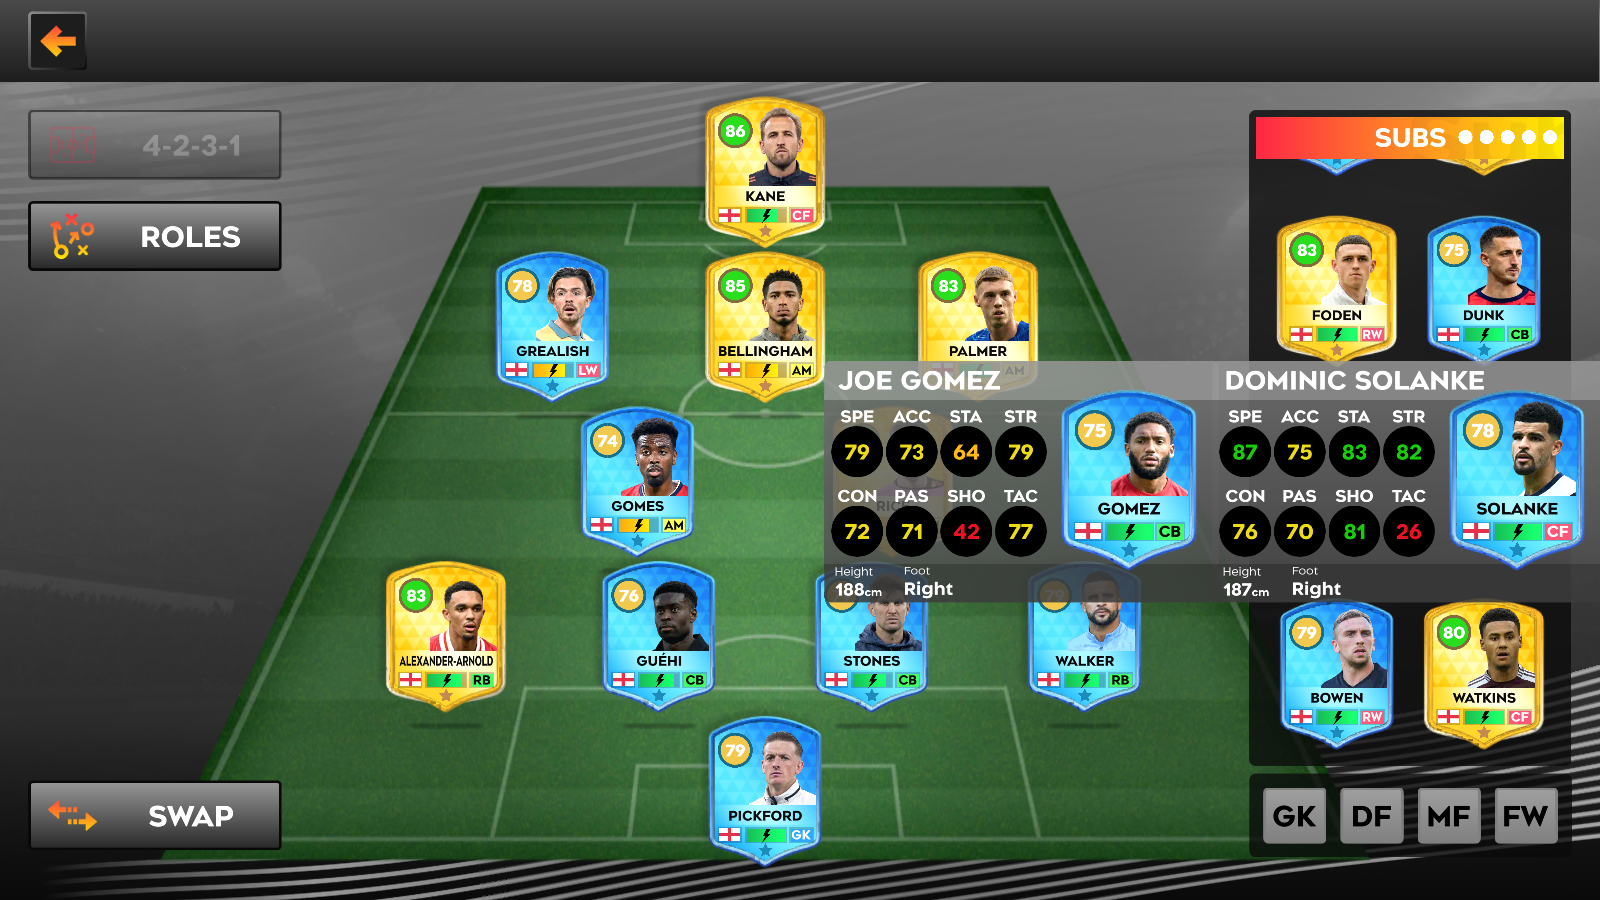 4-2-3-1
ROLES
SWAP
86
KANE
CF
78
GREALISH
LW
85
BELLINGHAM
AM
83
PALMER
AM
74
GOMES
AM
83
ALEXANDER-ARNOLD
RB
76
GUÉHI
CB
STONES
CB
79
WALKER
RB
79
PICKFORD
GK
JOE GOMEZ
SPE ACC STA STR
79 73 64 79
CON PAS SHO TAC
72 71 42 77
Height Foot
188cm Right
75
GOMEZ
CB
DOMINIC SOLANKE
SPE ACC STA STR
87 75 83 82
CON PAS SHO TAC
76 70 81 26
Height Foot
187cm Right
78
SOLANKE
CF
SUBS
83
FODEN
RW
75
DUNK
CB
79
BOWEN
RW
80
WATKINS
CF
GK DF MF FW